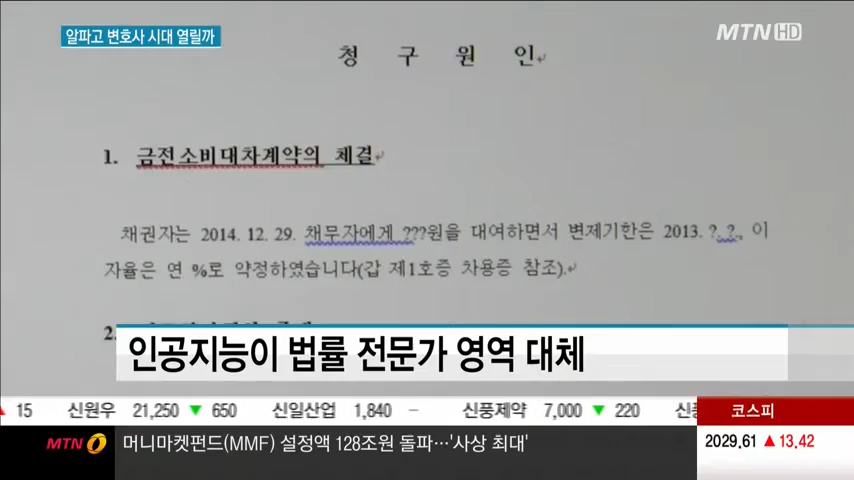 알파고 변호사 시대 열릴까
MTN HD
청 구 원 인
1. 금전소비대차계약의 체결
채권자는 2014. 12. 29. 채무자에게 ???원을 대여하면서 변제기한은 2013. ?. ?., 이
자율은 연 %로 약정하였습니다(갑 제1호증 차용증 참조).
2.
인공지능이 법률 전문가 영역 대체
▲ 15 신원우 21,250 ▼ 650 신일산업 1,840 – 신풍제약 7,000 ▼ 220 신풍 코스피
MTN 머니마켓펀드(MMF) 설정액 128조원 돌파…'사상 최대' 2029.61 ▲13.42